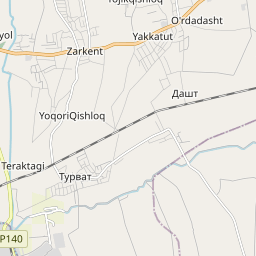 Tojikqishloq
O'rdadasht
yol
Yakkatut
Zarkent
Дашт
YoqoriQishloq
Teraktagi
Турват
P140